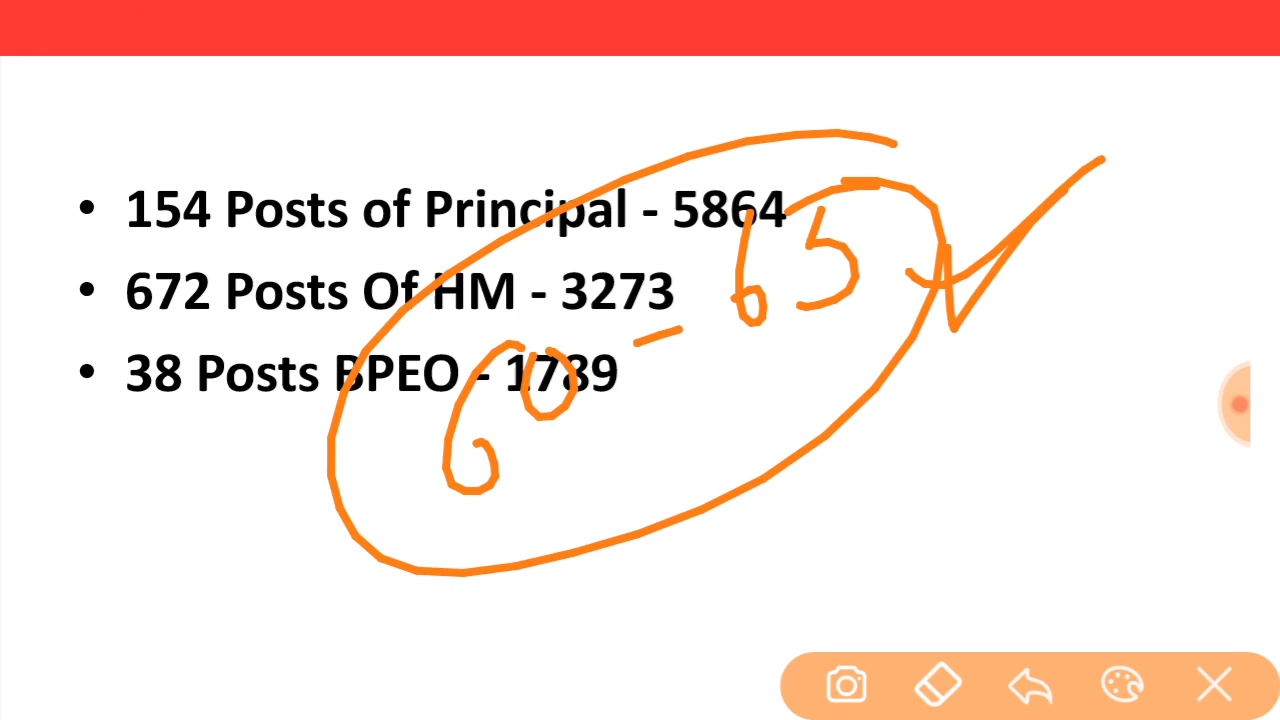 • 154 Posts of Principal - 5864
• 672 Posts Of HM - 3273
• 38 Posts BPEO - 1789
60 - 65